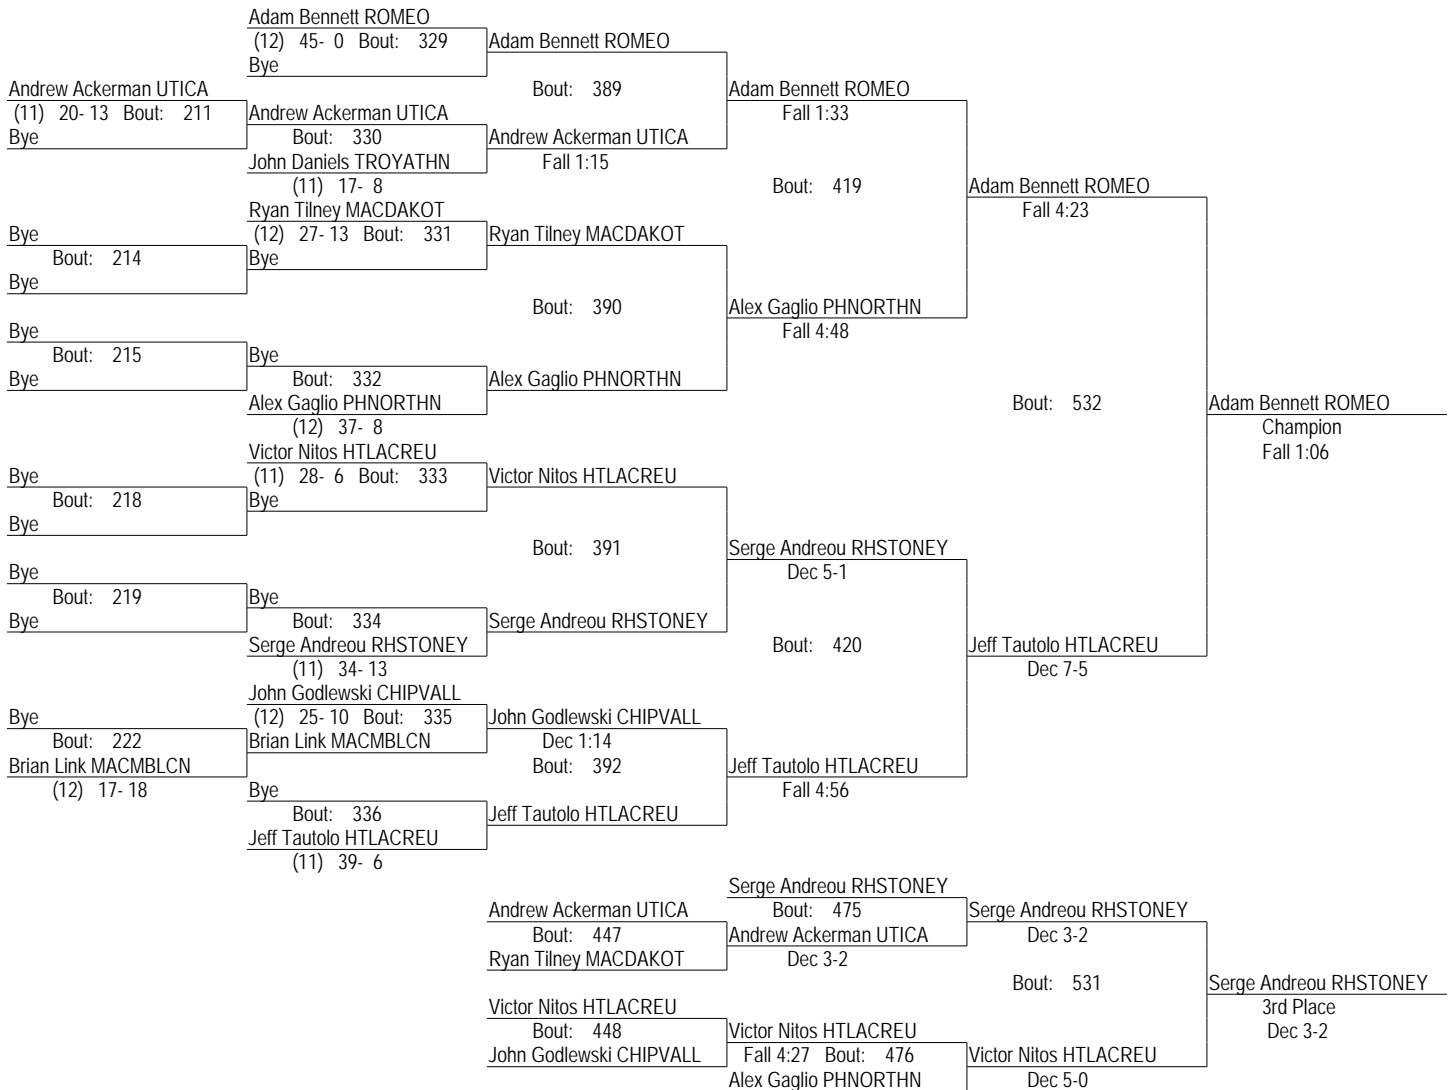 Adam Bennett ROMEO
(12) 45- 0 Bout: 329
Bye
Adam Bennett ROMEO
Bout: 389
Andrew Ackerman UTICA
(11) 20- 13 Bout: 211
Bye
Andrew Ackerman UTICA
Bout: 330
John Daniels TROYATHN
(11) 17- 8
Andrew Ackerman UTICA
Fall 1:15
Adam Bennett ROMEO
Fall 1:33
Bout: 419
Ryan Tilney MACDAKOT
(12) 27- 13 Bout: 331
Bye
Ryan Tilney MACDAKOT
Bye
Bout: 214
Bye
Bout: 390
Bye
Bout: 215
Bye
Bye
Bout: 332
Alex Gaglio PHNORTHN
(12) 37- 8
Alex Gaglio PHNORTHN
Alex Gaglio PHNORTHN
Fall 4:48
Adam Bennett ROMEO
Fall 4:23
Bout: 532
Adam Bennett ROMEO
Champion
Fall 1:06
Victor Nitos HTLACREU
(11) 28- 6 Bout: 333
Bye
Victor Nitos HTLACREU
Bye
Bout: 218
Bye
Bout: 391
Bye
Bout: 219
Bye
Bye
Bout: 334
Serge Andreou RHSTONEY
(11) 34- 13
Serge Andreou RHSTONEY
Serge Andreou RHSTONEY
Dec 5-1
Bout: 420
Jeff Tautolo HTLACREU
Dec 7-5
John Godlewski CHIPVALL
(12) 25- 10 Bout: 335
Brian Link MACMBLCN
John Godlewski CHIPVALL
Dec 1:14
Bout: 392
Bye
Bout: 222
Brian Link MACMBLCN
(12) 17- 18
Bye
Bout: 336
Jeff Tautolo HTLACREU
(11) 39- 6
Jeff Tautolo HTLACREU
Jeff Tautolo HTLACREU
Fall 4:56
Serge Andreou RHSTONEY
Bout: 475
Andrew Ackerman UTICA
Dec 3-2
Andrew Ackerman UTICA
Bout: 447
Ryan Tilney MACDAKOT
Serge Andreou RHSTONEY
Dec 3-2
Bout: 531
Serge Andreou RHSTONEY
3rd Place
Dec 3-2
Victor Nitos HTLACREU
Bout: 448
John Godlewski CHIPVALL
Victor Nitos HTLACREU
Fall 4:27 Bout: 476
Alex Gaglio PHNORTHN
Victor Nitos HTLACREU
Dec 5-0